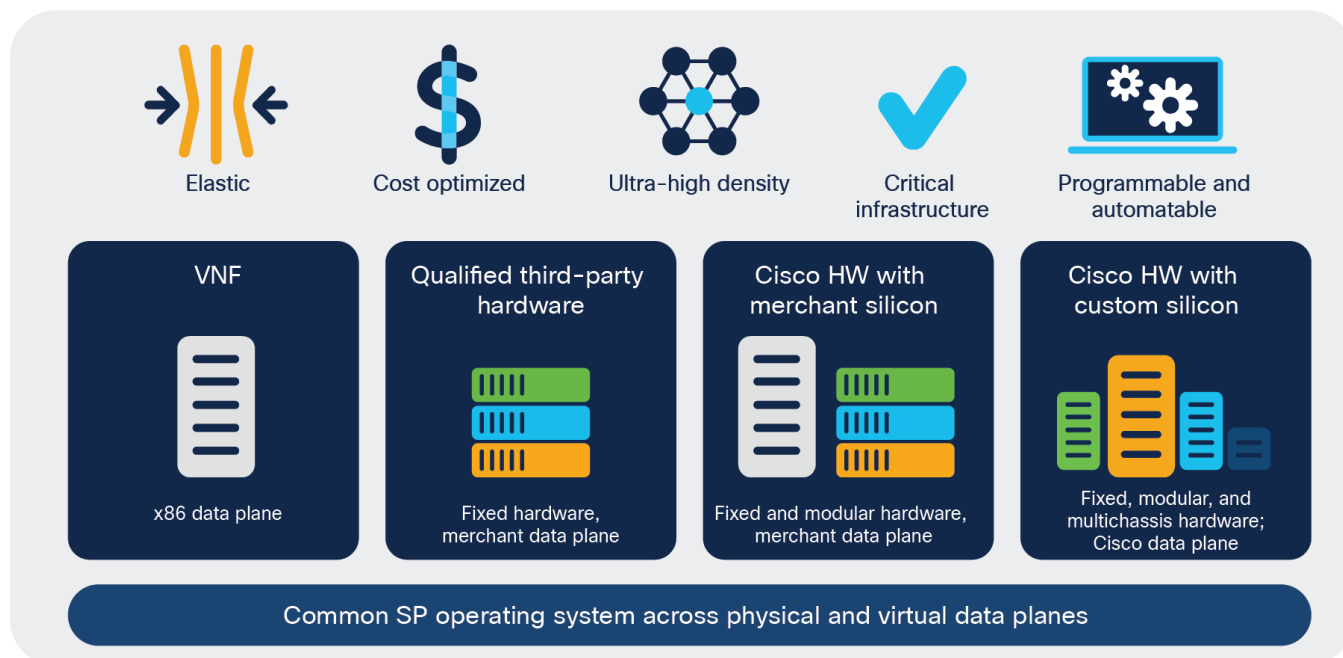 Elastic
Cost optimized
Ultra-high density
Critical
infrastructure
Programmable and
automatable
VNF
x86 data plane
Qualified third-party
hardware
Fixed hardware,
merchant data plane
Cisco HW with
merchant silicon
Fixed and modular hardware,
merchant data plane
Cisco HW with
custom silicon
Fixed, modular, and
multichassis hardware;
Cisco data plane
Common SP operating system across physical and virtual data planes